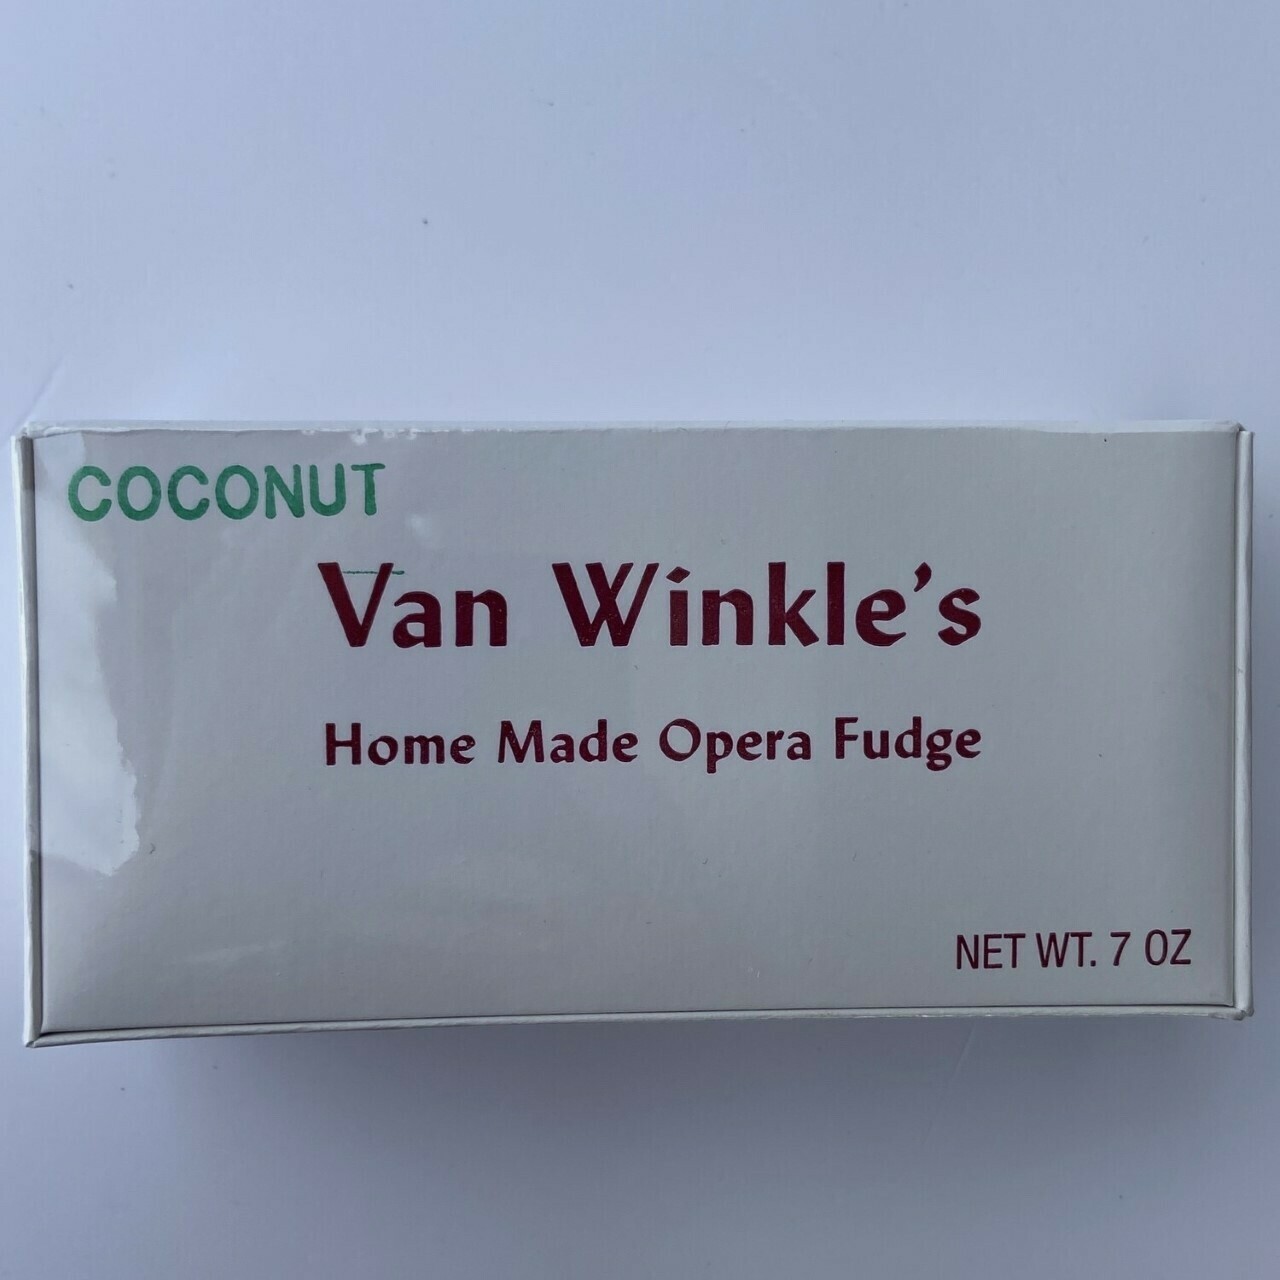 COCONUT
Van Winkle's
Home Made Opera Fudge
NET WT. 7 OZ